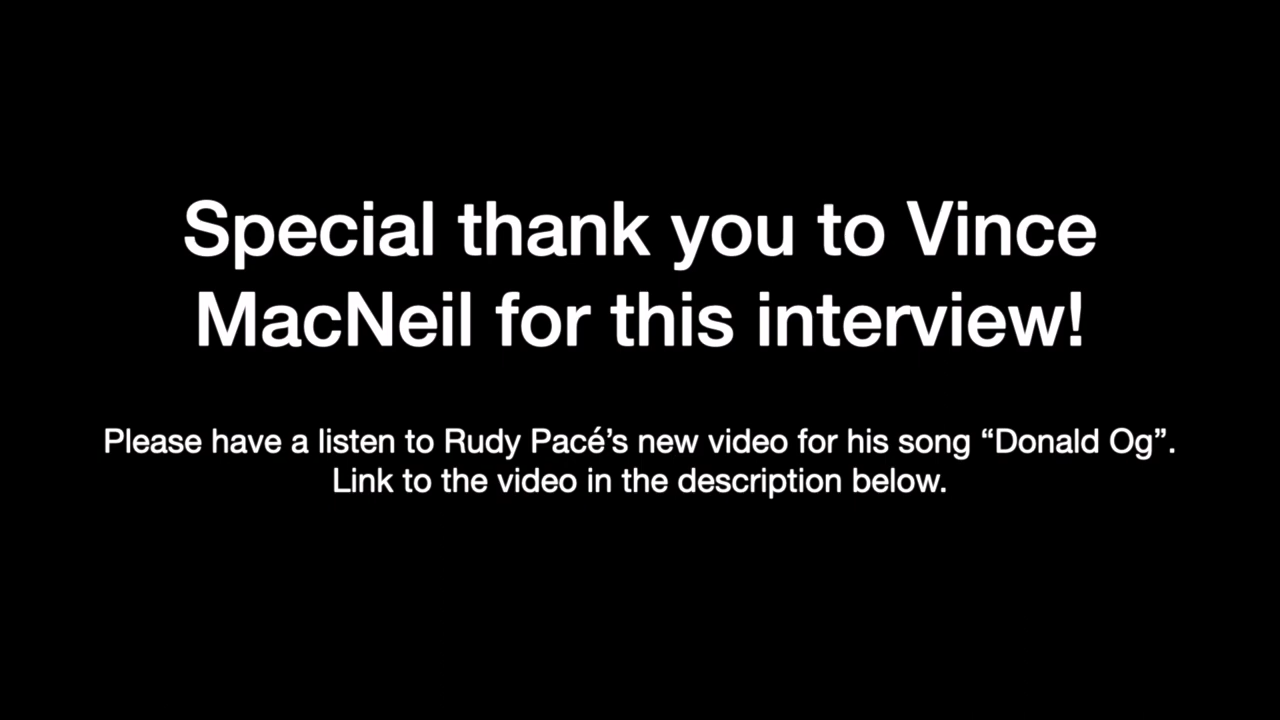 Special thank you to Vince
MacNeil for this interview!
Please have a listen to Rudy Pacé’s new video for his song “Donald Og”.
Link to the video in the description below.